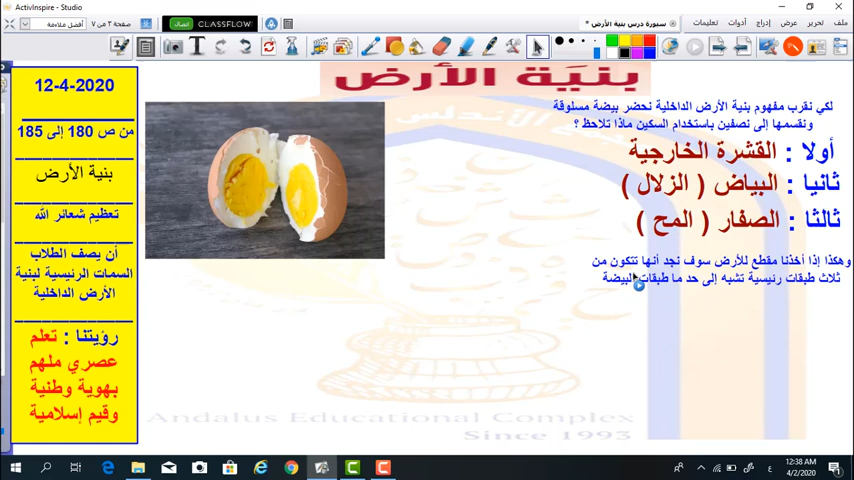 ActivInspire - Studio
ملف
تحرير
عرض
إدراج
أدوات
تعليمات
سبورة درس بنية الأرض *
CLASSFLOW
اتصال
صفحة ٣ من ٧
أفضل ملاءمة
بنيَة الأرض
لكي نقرب مفهوم بنية الأرض الداخلية نحضر بيضة مسلوقة
ونقسمها إلى نصفين باستخدام السكين ماذا تلاحظ ؟
أولا : القشرة الخارجية
ثانيا : البياض ( الزلال )
ثالثا : الصفار ( المح )
وهكذا إذا أخذنا مقطع للأرض سوف نجد أنها تتكون من
ثلاث طبقات رئيسية تشبه إلى حد ما طبقات البيضة
12-4-2020
من ص 180 إلى 185
بنية الأرض
تعظيم شعائر الله
أن يصف الطلاب
السمات الرئيسية لبنية
الأرض الداخلية
رؤيتنا : تعلم
عصري ملهم
بهوية وطنية
وقيم إسلامية
Andalus Educational Complex
Since 1993
12:38 AM
4/2/2020